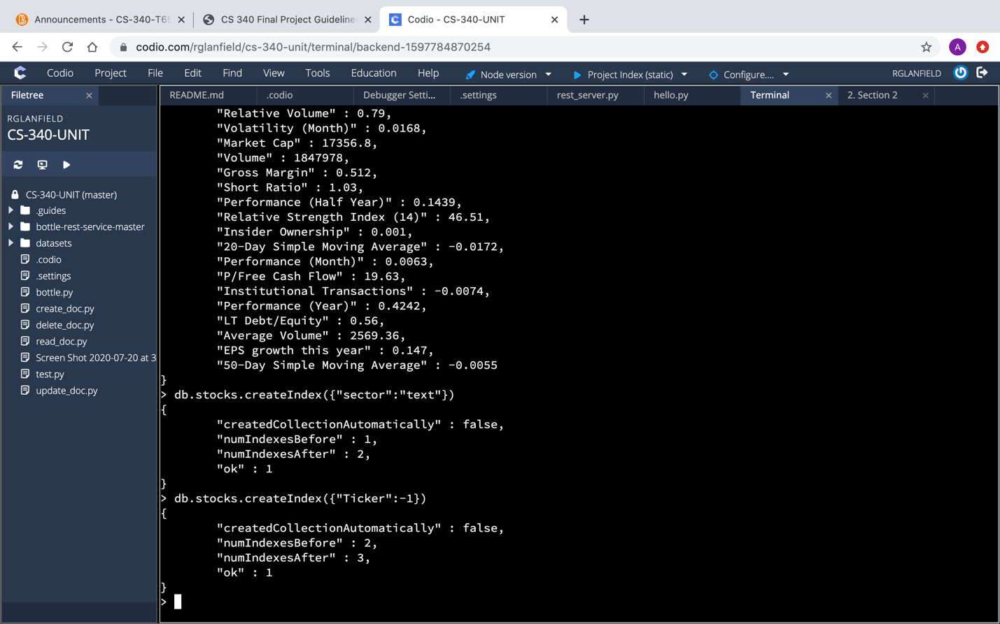 Announcements - CS-340-T65
CS 340 Final Project Guideline
Codio - CS-340-UNIT
codio.com/rglanfield/cs-340-unit/terminal/backend-1597784870254
A
Codio Project File Edit Find View Tools Education Help Node version Project Index (static) Configure.... RGLANFIELD
Filetree
README.md .codio Debugger Setti... .settings rest_server.py hello.py Terminal 2. Section 2
RGLANFIELD
CS-340-UNIT
CS-340-UNIT (master)
.guides
bottle-rest-service-master
datasets
.codio
.settings
bottle.py
create_doc.py
delete_doc.py
read_doc.py
Screen Shot 2020-07-20 at 3
test.py
update_doc.py
"Relative Volume" : 0.79,
"Volatility (Month)" : 0.0168,
"Market Cap" : 17356.8,
"Volume" : 1847978,
"Gross Margin" : 0.512,
"Short Ratio" : 1.03,
"Performance (Half Year)" : 0.1439,
"Relative Strength Index (14)" : 46.51,
"Insider Ownership" : 0.001,
"20-Day Simple Moving Average" : -0.0172,
"Performance (Month)" : 0.0063,
"P/Free Cash Flow" : 19.63,
"Institutional Transactions" : -0.0074,
"Performance (Year)" : 0.4242,
"LT Debt/Equity" : 0.56,
"Average Volume" : 2569.36,
"EPS growth this year" : 0.147,
"50-Day Simple Moving Average" : -0.0055
}
> db.stocks.createIndex({"sector":"text"})
{
"createdCollectionAutomatically" : false,
"numIndexesBefore" : 1,
"numIndexesAfter" : 2,
"ok" : 1
}
> db.stocks.createIndex({"Ticker":-1})
{
"createdCollectionAutomatically" : false,
"numIndexesBefore" : 2,
"numIndexesAfter" : 3,
"ok" : 1
}
>